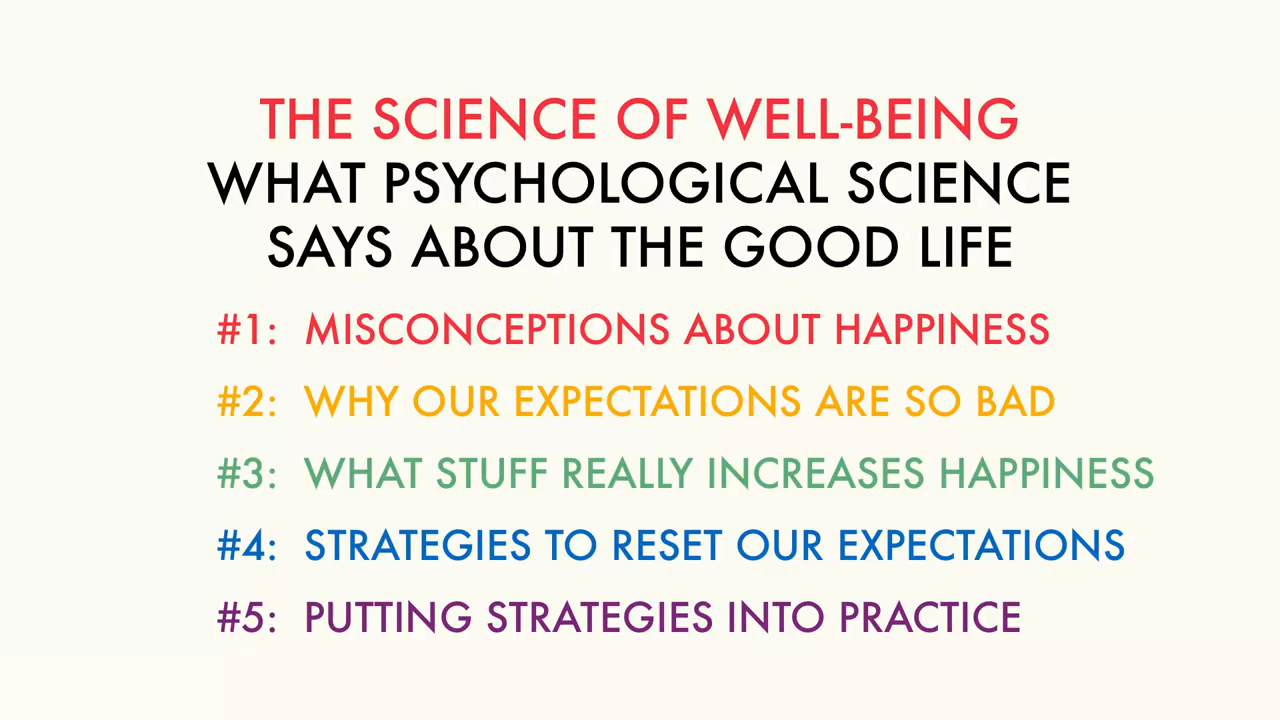 THE SCIENCE OF WELL-BEING
WHAT PSYCHOLOGICAL SCIENCE
SAYS ABOUT THE GOOD LIFE
#1: MISCONCEPTIONS ABOUT HAPPINESS
#2: WHY OUR EXPECTATIONS ARE SO BAD
#3: WHAT STUFF REALLY INCREASES HAPPINESS
#4: STRATEGIES TO RESET OUR EXPECTATIONS
#5: PUTTING STRATEGIES INTO PRACTICE